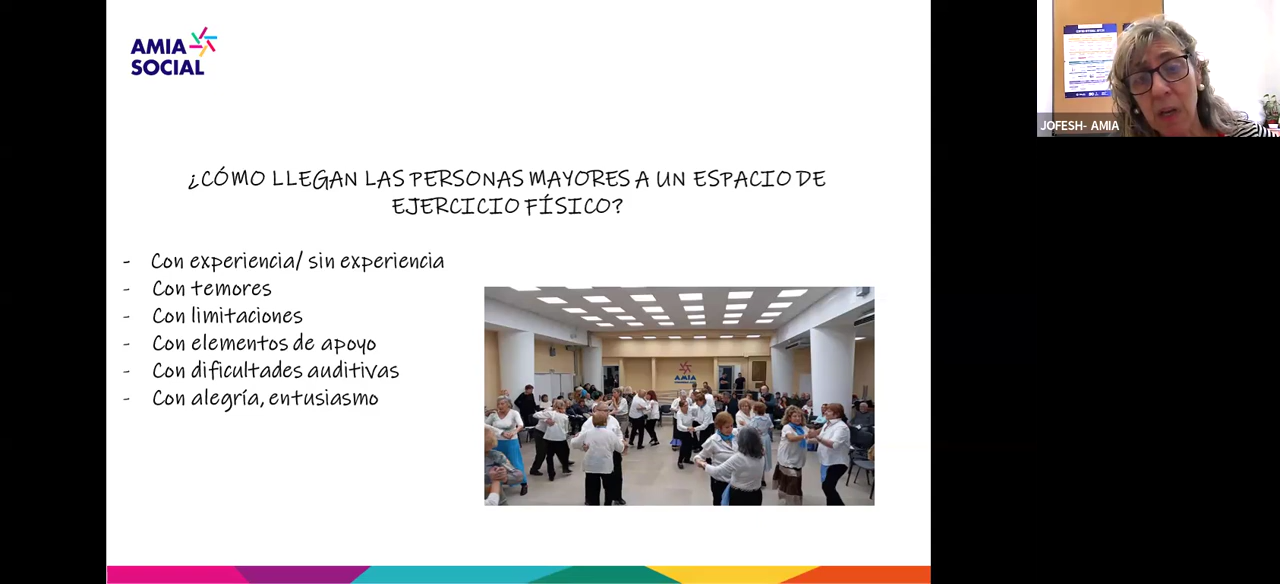 AMIA
SOCIAL
¿CÓMO LLEGAN LAS PERSONAS MAYORES A UN ESPACIO DE
EJERCICIO FÍSICO?
- Con experiencia/ sin experiencia
- Con temores
- Con limitaciones
- Con elementos de apoyo
- Con dificultades auditivas
- Con alegría, entusiasmo
AMIA
JOFESH- AMIA